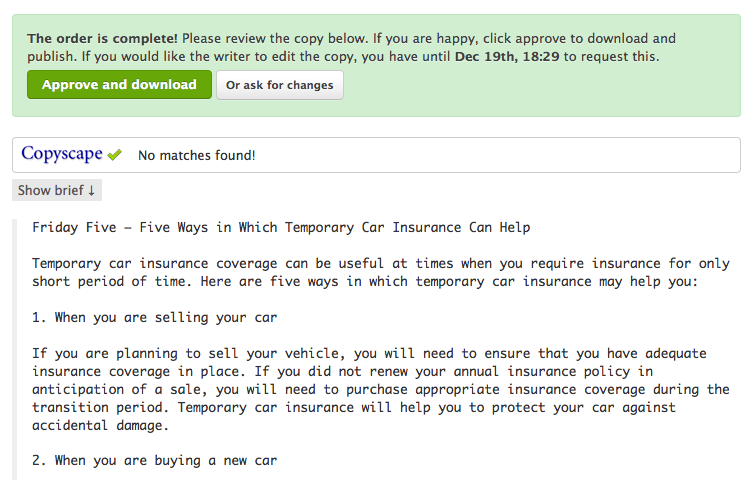 The order is complete! Please review the copy below. If you are happy, click approve to download and
publish. If you would like the writer to edit the copy, you have until Dec 19th, 18:29 to request this.
Approve and download Or ask for changes
Copyscape No matches found!
Show brief ↓
Friday Five – Five Ways in Which Temporary Car Insurance Can Help
Temporary car insurance coverage can be useful at times when you require insurance for only
short period of time. Here are five ways in which temporary car insurance may help you:
1. When you are selling your car
If you are planning to sell your vehicle, you will need to ensure that you have adequate
insurance coverage in place. If you did not renew your annual insurance policy in
anticipation of a sale, you will need to purchase appropriate insurance coverage during the
transition period. Temporary car insurance will help you to protect your car against
accidental damage.
2. When you are buying a new car